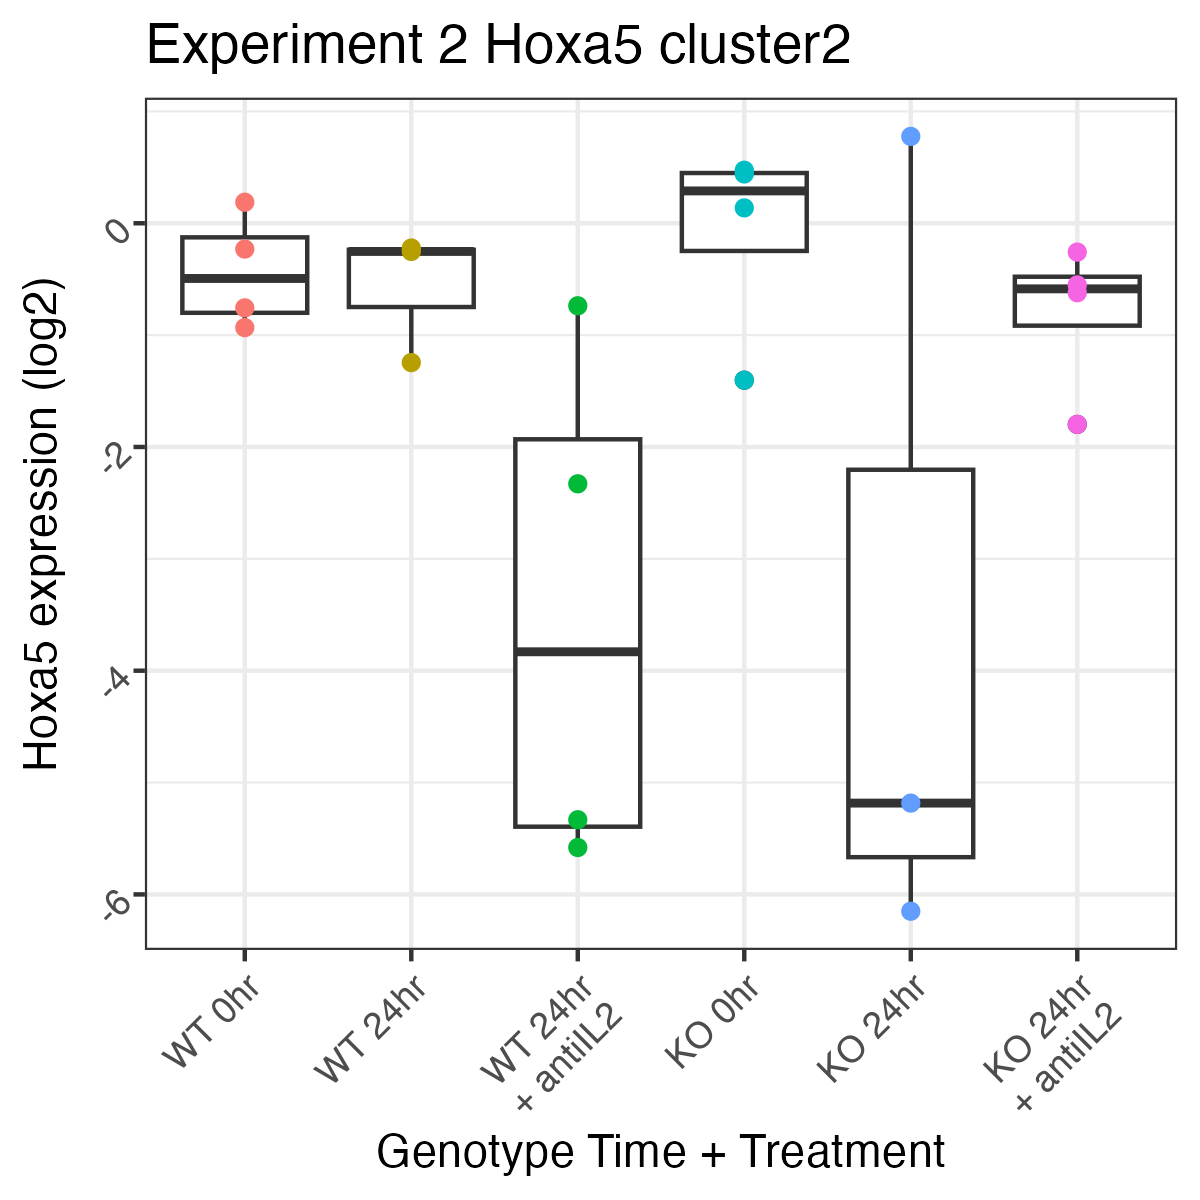 Experiment 2 Hoxa5 cluster2
Hoxa5 expression (log2)
0
-2
-4
-6
WT 0hr
WT 24hr
WT 24hr
+ antiIL2
KO 0hr
KO 24hr
KO 24hr
+ antiIL2
Genotype Time + Treatment